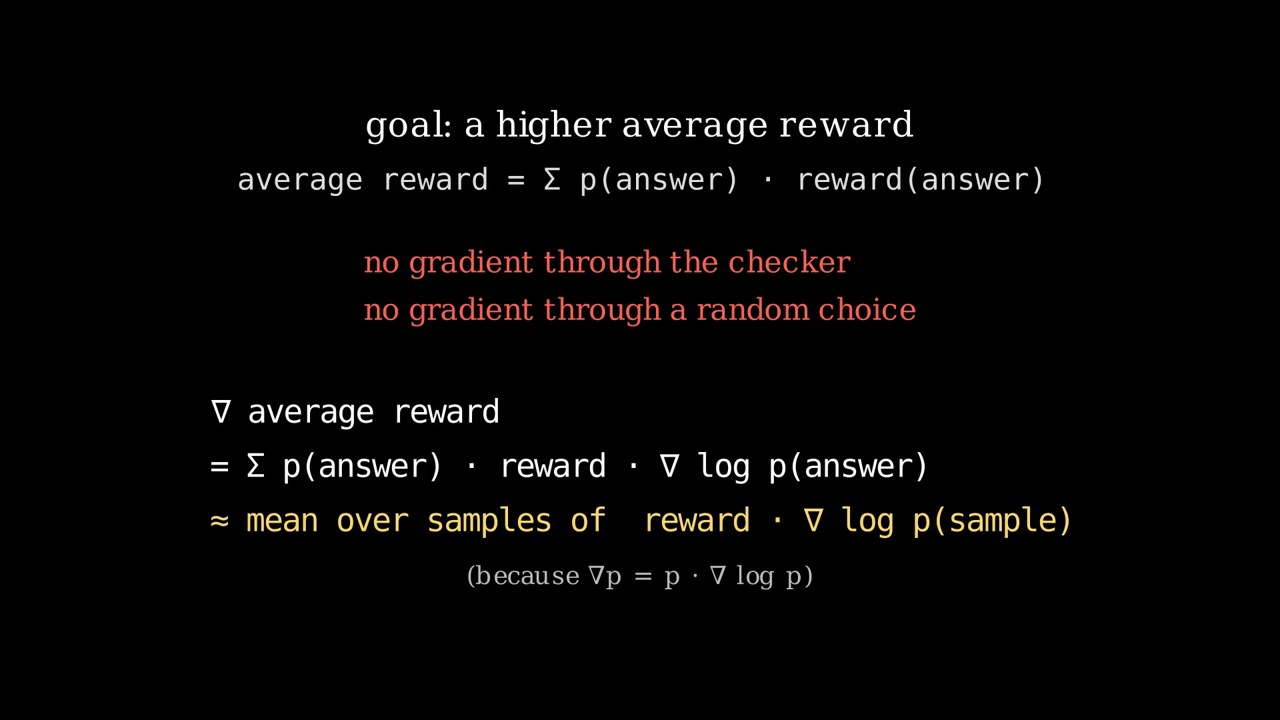 goal: a higher average reward
average reward = Σ p(answer) · reward(answer)
no gradient through the checker
no gradient through a random choice
∇ average reward
= Σ p(answer) · reward · ∇ log p(answer)
≈ mean over samples of  reward · ∇ log p(sample)
(because ∇p = p · ∇ log p)